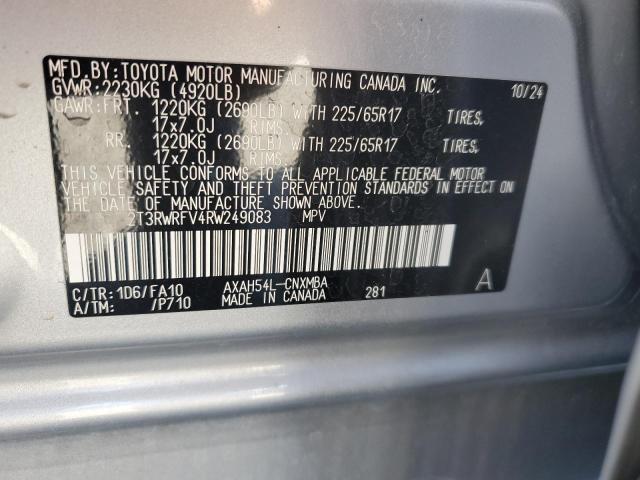 MFD.BY:TOYOTA MOTOR MANUFACTURING CANADA INC.
GVWR:2230KG (4920LB) 10/24
GAWR:FRT. 1220KG (2690LB) WITH 225/65R17 TIRES,
17x7.0J RIMS,
RR. 1220KG (2690LB) WITH 225/65R17 TIRES,
17x7.0J RIMS,
THIS VEHICLE CONFORMS TO ALL APPLICABLE FEDERAL MOTOR
VEHICLE SAFETY AND THEFT PREVENTION STANDARDS IN EFFECT ON
THE DATE OF MANUFACTURE SHOWN ABOVE.
2T3RWRFV4RW249083 MPV
C/TR:1D6/FA10 AXAH54L-CNXMBA
A/TM: /P710 MADE IN CANADA 281 A